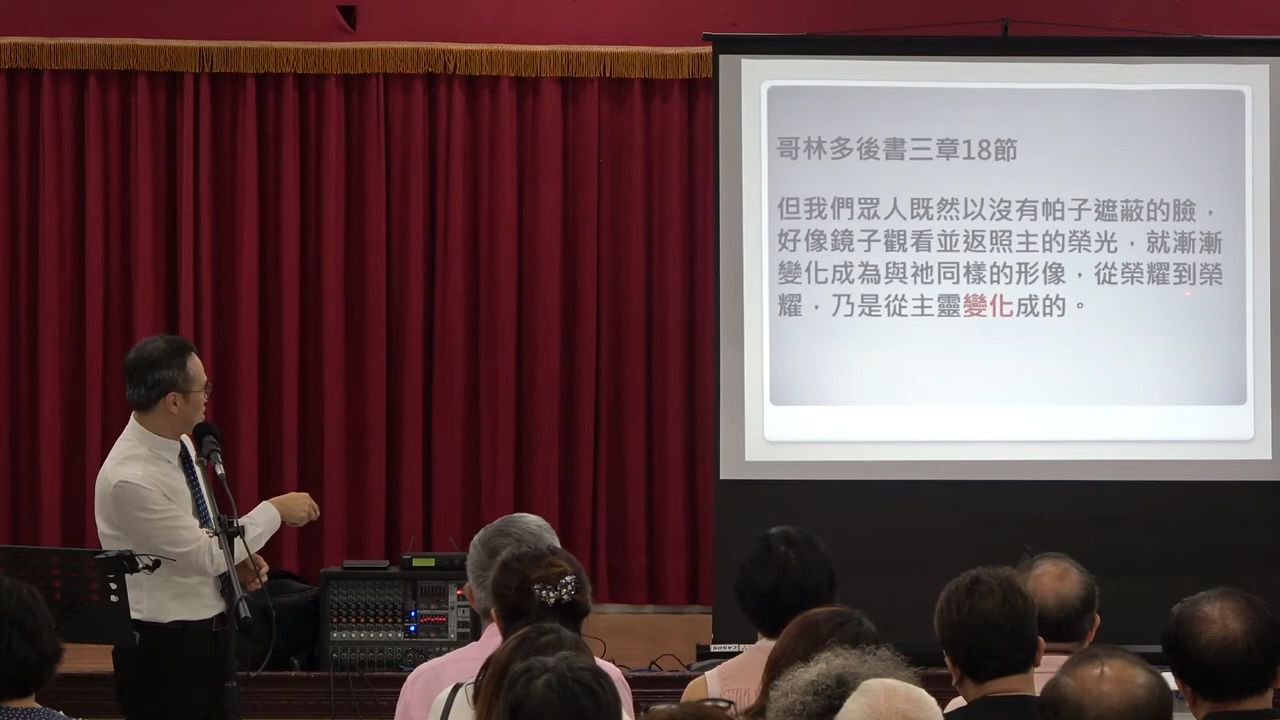 哥林多後書三章18節
但我們眾人既然以沒有帕子遮蔽的臉，
好像鏡子觀看並返照主的榮光，就漸漸
變化成為與祂同樣的形像，從榮耀到榮
耀，乃是從主靈變化成的。